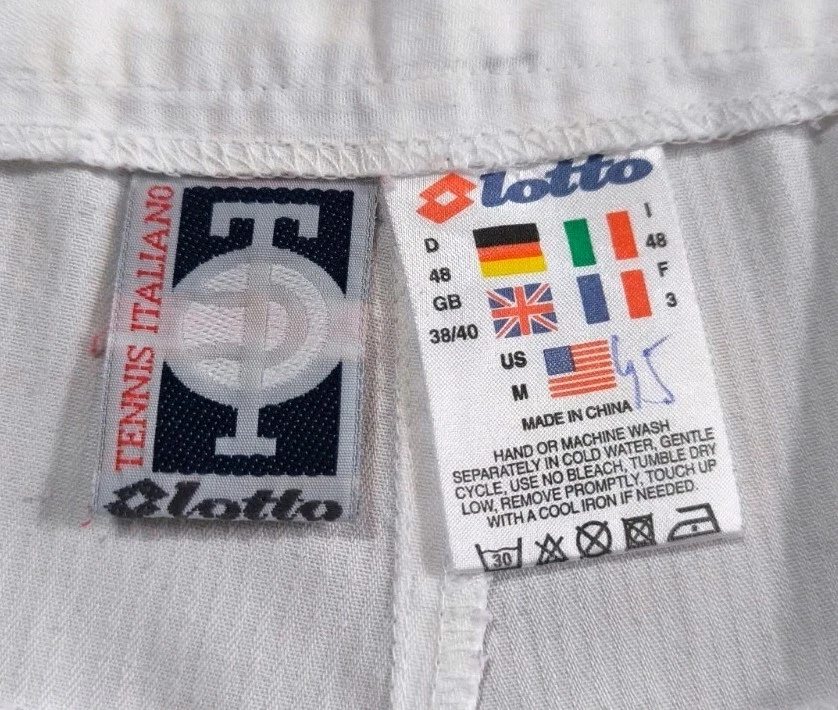 TENNIS ITALIANO
TI
lotto
lotto
D
48
I
48
GB
38/40
F
3
US
M
45
MADE IN CHINA
HAND OR MACHINE WASH
SEPARATELY IN COLD WATER, GENTLE
CYCLE, USE NO BLEACH, TUMBLE DRY
LOW, REMOVE PROMPTLY, TOUCH UP
WITH A COOL IRON IF NEEDED.
30